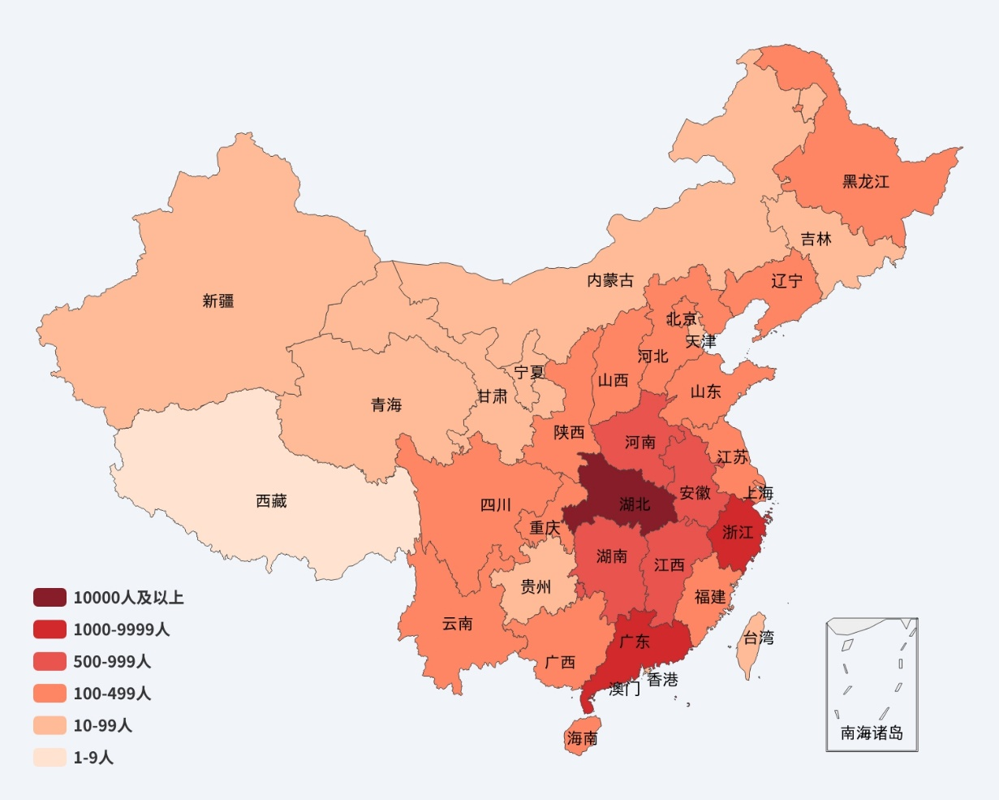 黑龙江
吉林
辽宁
内蒙古
新疆
北京
天津
河北
宁夏
山西
山东
甘肃
青海
陕西
河南
江苏
西藏
四川
湖北
安徽
上海
重庆
浙江
湖南
江西
贵州
福建
云南
台湾
广东
广西
香港
澳门
海南
南海诸岛
10000人及以上
1000-9999人
500-999人
100-499人
10-99人
1-9人